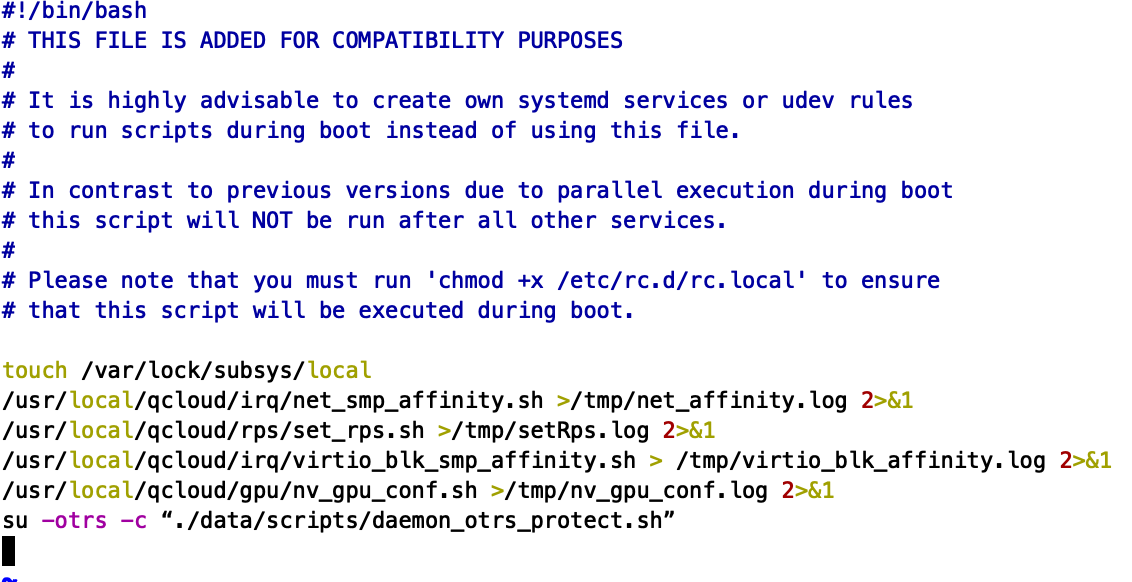 #!/bin/bash
# THIS FILE IS ADDED FOR COMPATIBILITY PURPOSES
#
# It is highly advisable to create own systemd services or udev rules
# to run scripts during boot instead of using this file.
#
# In contrast to previous versions due to parallel execution during boot
# this script will NOT be run after all other services.
#
# Please note that you must run 'chmod +x /etc/rc.d/rc.local' to ensure
# that this script will be executed during boot.

touch /var/lock/subsys/local
/usr/local/qcloud/irq/net_smp_affinity.sh >/tmp/net_affinity.log 2>&1
/usr/local/qcloud/rps/set_rps.sh >/tmp/setRps.log 2>&1
/usr/local/qcloud/irq/virtio_blk_smp_affinity.sh > /tmp/virtio_blk_affinity.log 2>&1
/usr/local/qcloud/gpu/nv_gpu_conf.sh >/tmp/nv_gpu_conf.log 2>&1
su -otrs -c “./data/scripts/daemon_otrs_protect.sh”